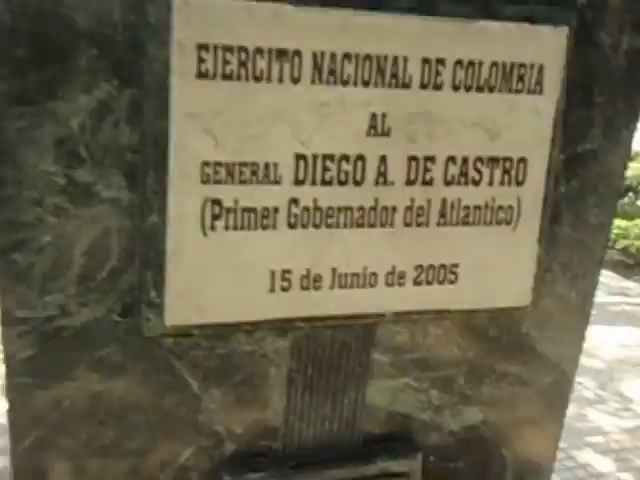 EJERCITO NACIONAL DE COLOMBIA
AL
GENERAL DIEGO A. DE CASTRO
(Primer Gobernador del Atlantico)
15 de Junio de 2005